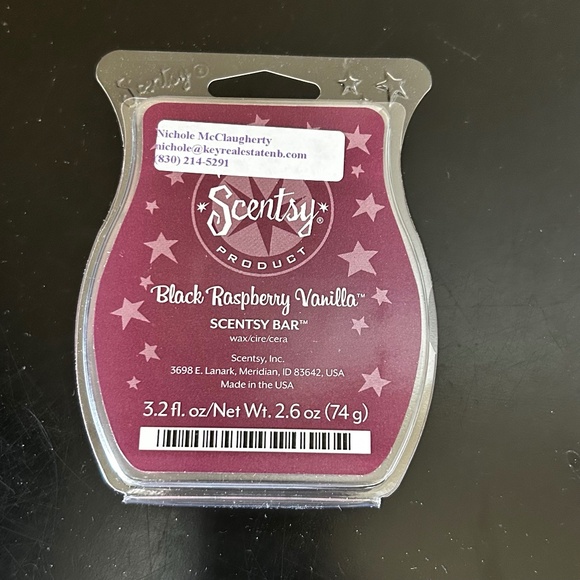 Scentsy®
Nichole McClaugherty
nichole@keyrealestatenb.com
(830) 214-5291
Scentsy®
PRODUCT
Black Raspberry Vanilla™
SCENTSY BAR™
wax/cire/cera
Scentsy, Inc.
3698 E. Lanark, Meridian, ID 83642, USA
Made in the USA
3.2 fl. oz/Net Wt. 2.6 oz (74 g)